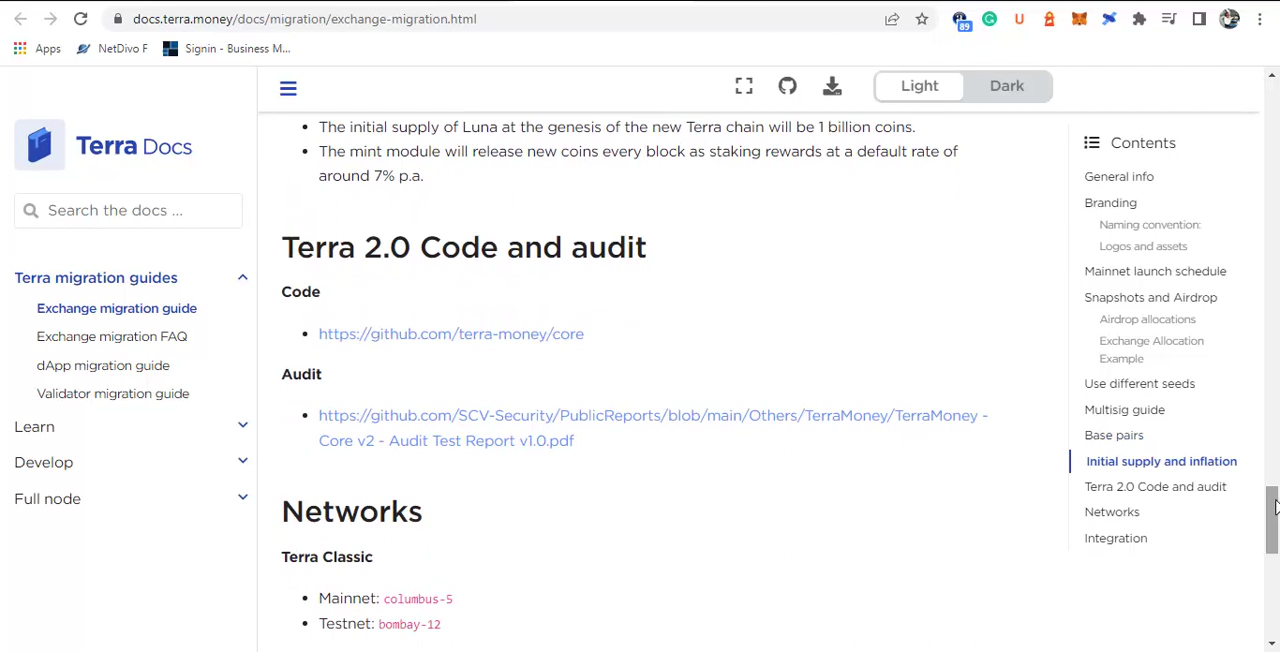 docs.terra.money/docs/migration/exchange-migration.html
89
U
Apps
NetDivo F
Signin - Business M...
Light
Dark
Terra Docs
Search the docs ...
Terra migration guides
Exchange migration guide
Exchange migration FAQ
dApp migration guide
Validator migration guide
Learn
Develop
Full node
• The initial supply of Luna at the genesis of the new Terra chain will be 1 billion coins.
• The mint module will release new coins every block as staking rewards at a default rate of
around 7% p.a.
Terra 2.0 Code and audit
Code
• https://github.com/terra-money/core
Audit
• https://github.com/SCV-Security/PublicReports/blob/main/Others/TerraMoney/TerraMoney -
Core v2 - Audit Test Report v1.0.pdf
Networks
Terra Classic
• Mainnet: columbus-5
• Testnet: bombay-12
Contents
General info
Branding
Naming convention:
Logos and assets
Mainnet launch schedule
Snapshots and Airdrop
Airdrop allocations
Exchange Allocation
Example
Use different seeds
Multisig guide
Base pairs
Initial supply and inflation
Terra 2.0 Code and audit
Networks
Integration